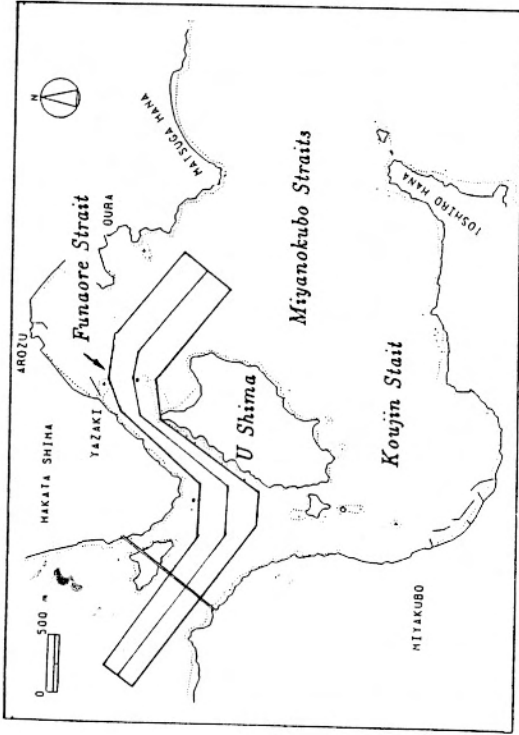 AROZU
Funaore Strait
OURA
N
MATSUGA HANA
HAKATA SHIMA
YAZAKI
500 m
0
U Shima
Miyanokubo Straits
Koujin Stait
IOSHIRO HANA
MIYAKUBO